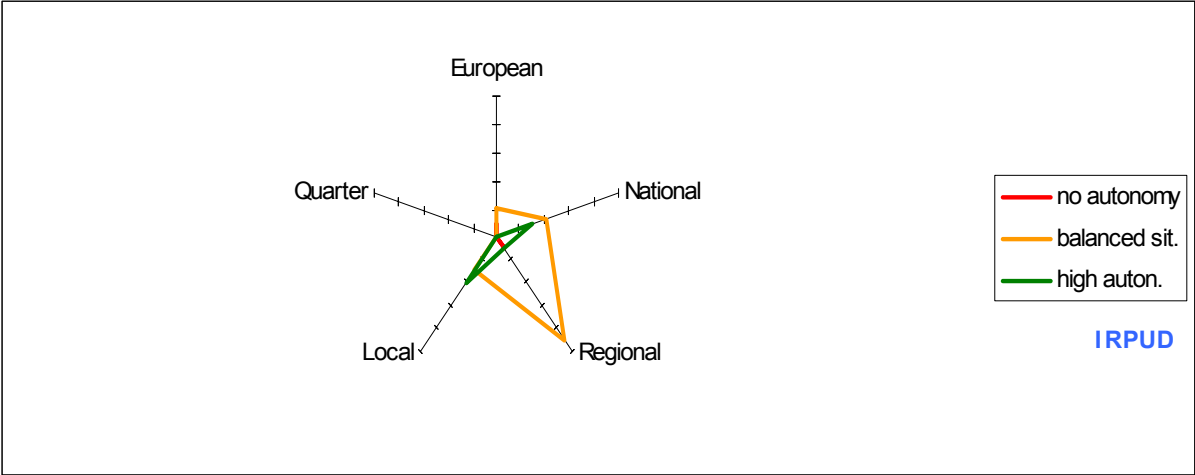 European
Quarter
National
Local
Regional
no autonomy
balanced sit.
high auton.
IRPUD